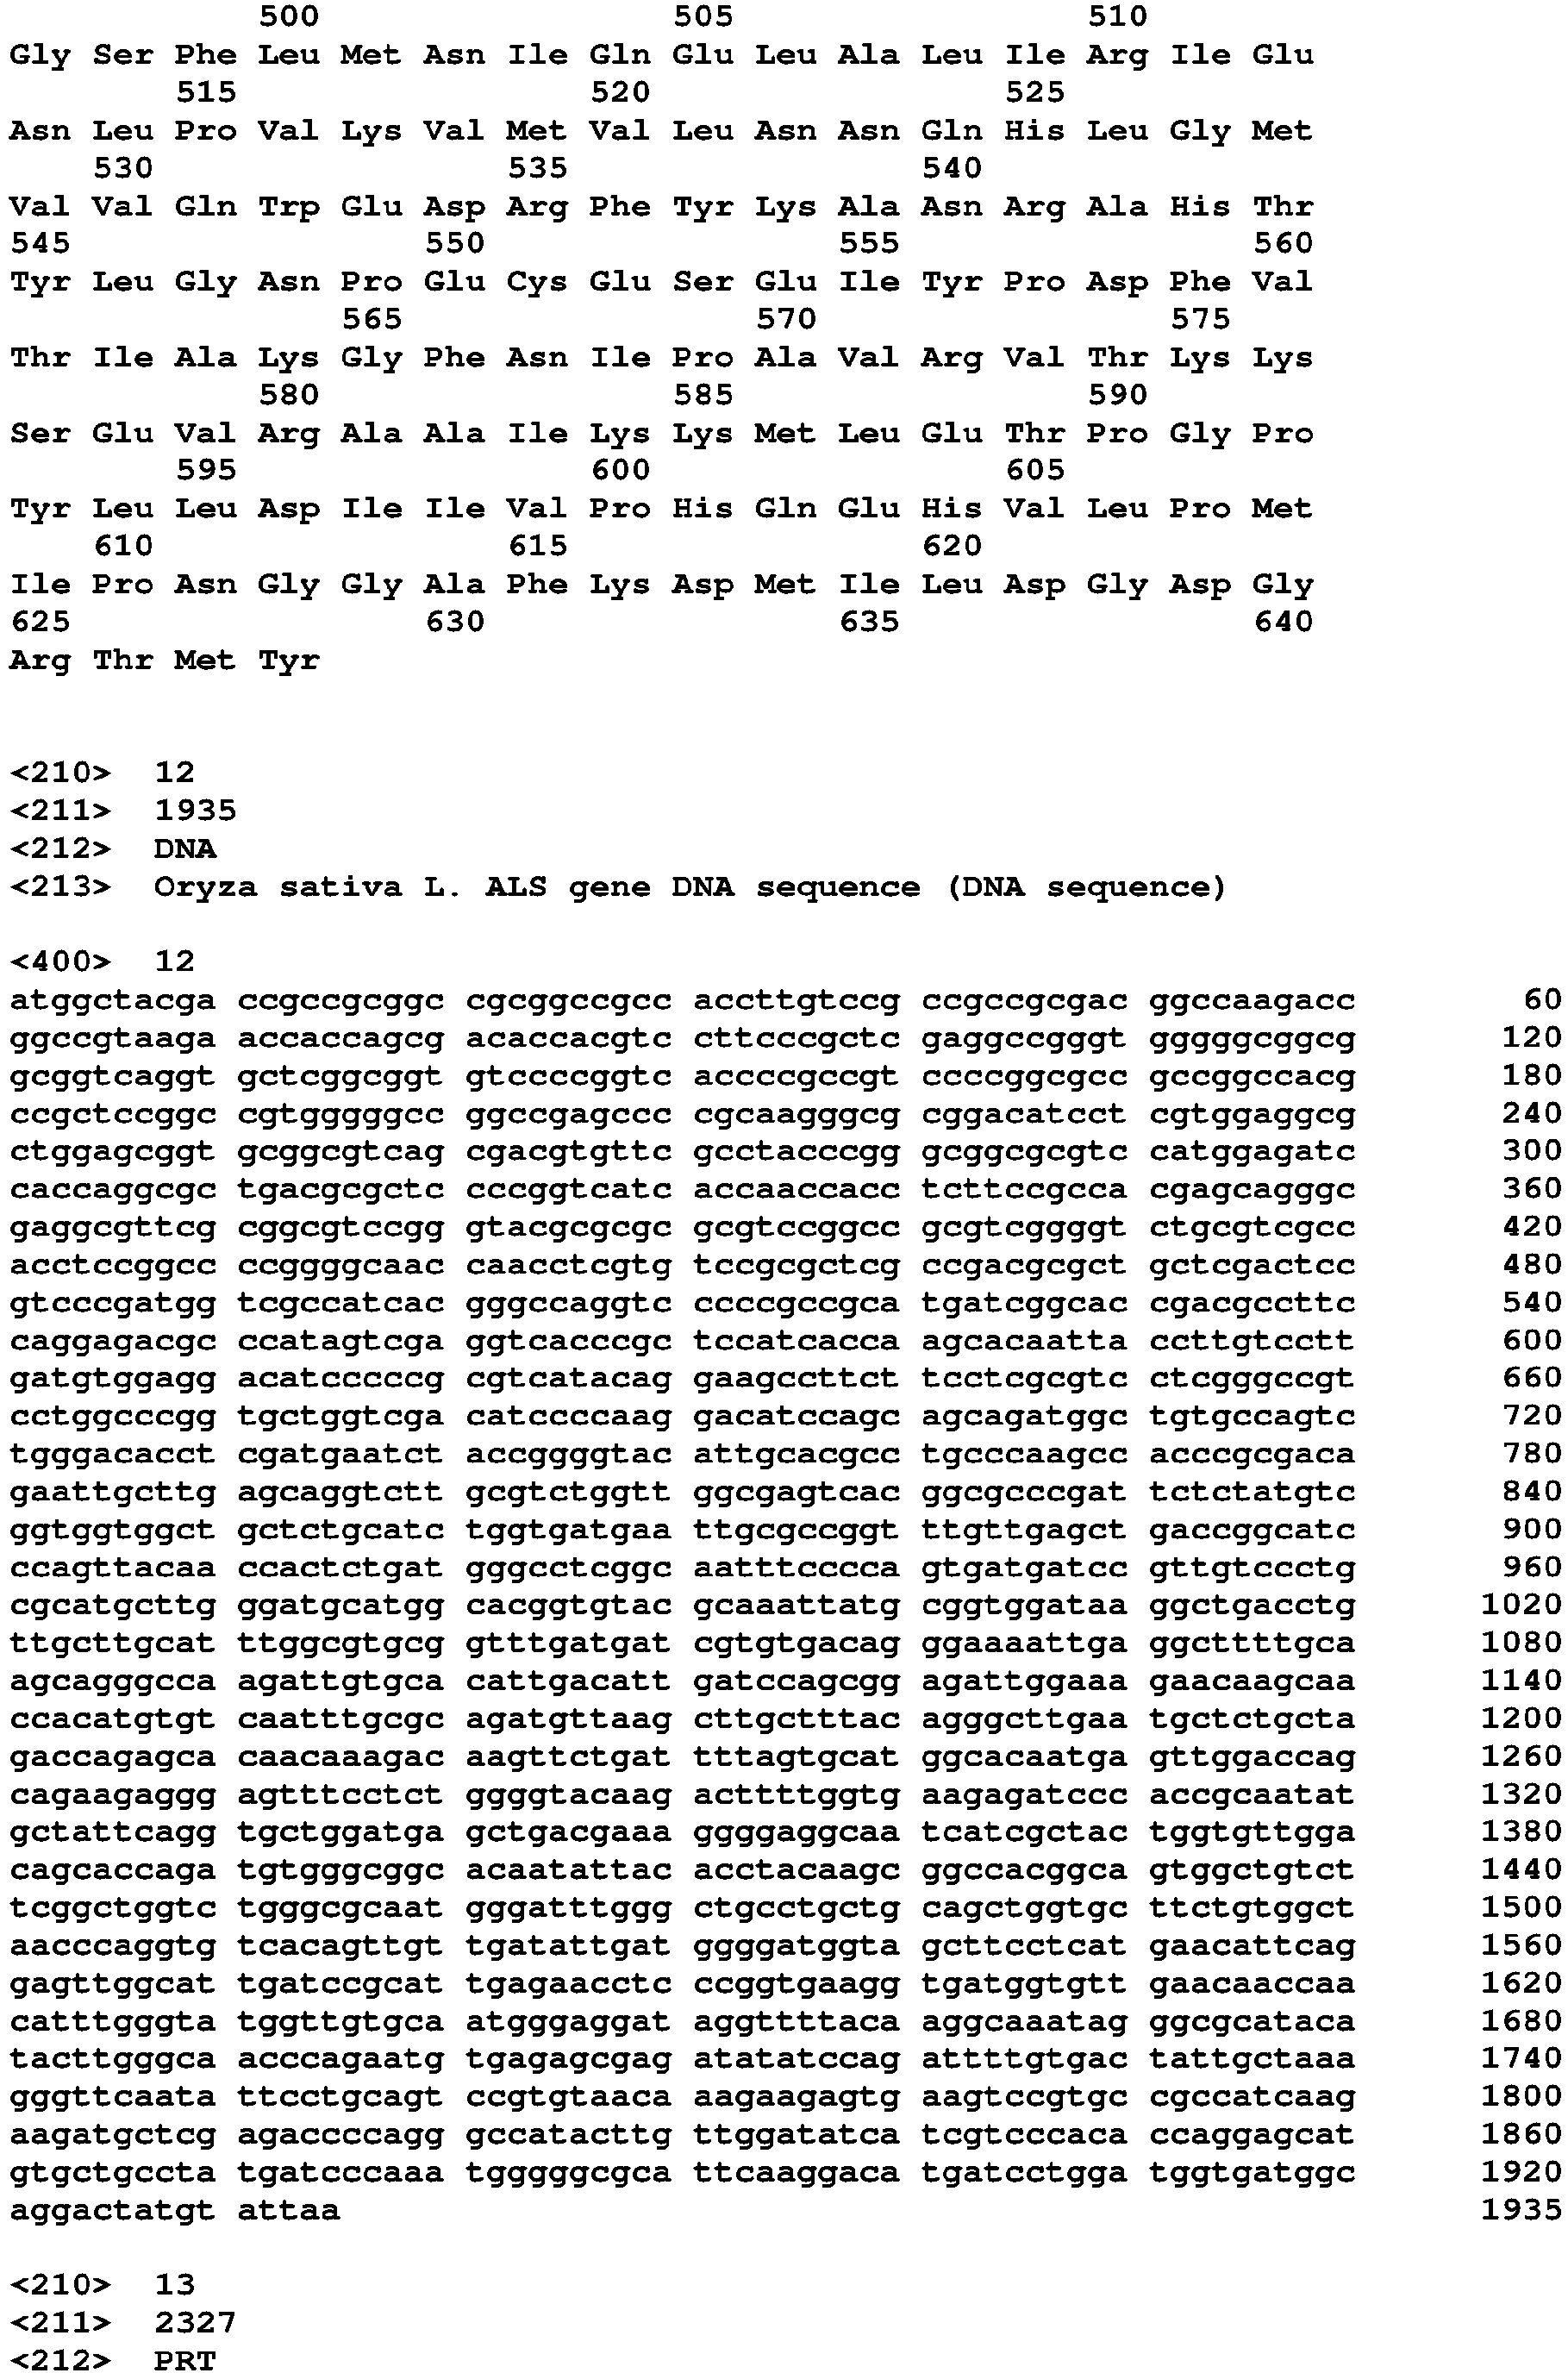 500 505 510
Gly Ser Phe Leu Met Asn Ile Gln Glu Leu Ala Leu Ile Arg Ile Glu
515 520 525
Asn Leu Pro Val Lys Val Met Val Leu Asn Asn Gln His Leu Gly Met
530 535 540
Val Val Gln Trp Glu Asp Arg Phe Tyr Lys Ala Asn Arg Ala His Thr
545 550 555 560
Tyr Leu Gly Asn Pro Glu Cys Glu Ser Glu Ile Tyr Pro Asp Phe Val
565 570 575
Thr Ile Ala Lys Gly Phe Asn Ile Pro Ala Val Arg Val Thr Lys Lys
580 585 590
Ser Glu Val Arg Ala Ala Ile Lys Lys Met Leu Glu Thr Pro Gly Pro
595 600 605
Tyr Leu Leu Asp Ile Ile Val Pro His Gln Glu His Val Leu Pro Met
610 615 620
Ile Pro Asn Gly Gly Ala Phe Lys Asp Met Ile Leu Asp Gly Asp Gly
625 630 635 640
Arg Thr Met Tyr
<210> 12
<211> 1935
<212> DNA
<213> Oryza sativa L. ALS gene DNA sequence (DNA sequence)
<400> 12
atggctacga ccgccgcggc cgcggccgcc accttgtccg ccgccgcgac ggccaagacc 60
ggccgtaaga accaccagcg acaccacgtc cttcccgctc gaggccgggt gggggcggcg 120
gcggtcaggt gctcggcggt gtccccggtc accccgccgt ccccggcgcc gccggccacg 180
ccgctccggc cgtgggggcc ggccgagccc cgcaagggcg cggacatcct cgtggaggcg 240
ctggagcggt gcggcgtcag cgacgtgttc gcctacccgg gcggcgcgtc catggagatc 300
caccaggcgc tgacgcgctc cccggtcatc accaaccacc tcttccgcca cgagcagggc 360
gaggcgttcg cggcgtccgg gtacgcgcgc gcgtccggcc gcgtcggggt ctgcgtcgcc 420
acctccggcc ccggggcaac caacctcgtg tccgcgctcg ccgacgcgct gctcgactcc 480
gtcccgatgg tcgccatcac gggccaggtc ccccgccgca tgatcggcac cgacgccttc 540
caggagacgc ccatagtcga ggtcacccgc tccatcacca agcacaatta ccttgtcctt 600
gatgtggagg acatcccccg cgtcatacag gaagccttct tcctcgcgtc ctcgggccgt 660
cctggcccgg tgctggtcga catccccaag gacatccagc agcagatggc tgtgccagtc 720
tgggacacct cgatgaatct accggggtac attgcacgcc tgcccaagcc acccgcgaca 780
gaattgcttg agcaggtctt gcgtctggtt ggcgagtcac ggcgcccgat tctctatgtc 840
ggtggtggct gctctgcatc tggtgatgaa ttgcgccggt ttgttgagct gaccggcatc 900
ccagttacaa ccactctgat gggcctcggc aatttcccca gtgatgatcc gttgtccctg 960
cgcatgcttg ggatgcatgg cacggtgtac gcaaattatg cggtggataa ggctgacctg 1020
ttgcttgcat ttggcgtgcg gtttgatgat cgtgtgacag ggaaaattga ggcttttgca 1080
agcagggcca agattgtgca cattgacatt gatccagcgg agattggaaa gaacaagcaa 1140
ccacatgtgt caatttgcgc agatgttaag cttgctttac agggcttgaa tgctctgcta 1200
gaccagagca caacaaagac aagttctgat tttagtgcat ggcacaatga gttggaccag 1260
cagaagaggg agtttcctct ggggtacaag acttttggtg aagagatccc accgcaatat 1320
gctattcagg tgctggatga gctgacgaaa ggggaggcaa tcatcgctac tggtgttgga 1380
cagcaccaga tgtgggcggc acaatattac acctacaagc ggccacggca gtggctgtct 1440
tcggctggtc tgggcgcaat gggatttggg ctgcctgctg cagctggtgc ttctgtggct 1500
aacccaggtg tcacagttgt tgatattgat ggggatggta gcttcctcat gaacattcag 1560
gagttggcat tgatccgcat tgagaacctc ccggtgaagg tgatggtgtt gaacaaccaa 1620
catttgggta tggttgtgca atgggaggat aggttttaca aggcaaatag ggcgcataca 1680
tacttgggca acccagaatg tgagagcgag atatatccag attttgtgac tattgctaaa 1740
gggttcaata ttcctgcagt ccgtgtaaca aagaagagtg aagtccgtgc cgccatcaag 1800
aagatgctcg agaccccagg gccatacttg ttggatatca tcgtcccaca ccaggagcat 1860
gtgctgccta tgatcccaaa tgggggcgca ttcaaggaca tgatcctgga tggtgatggc 1920
aggactatgt attaa 1935
<210> 13
<211> 2327
<212> PRT